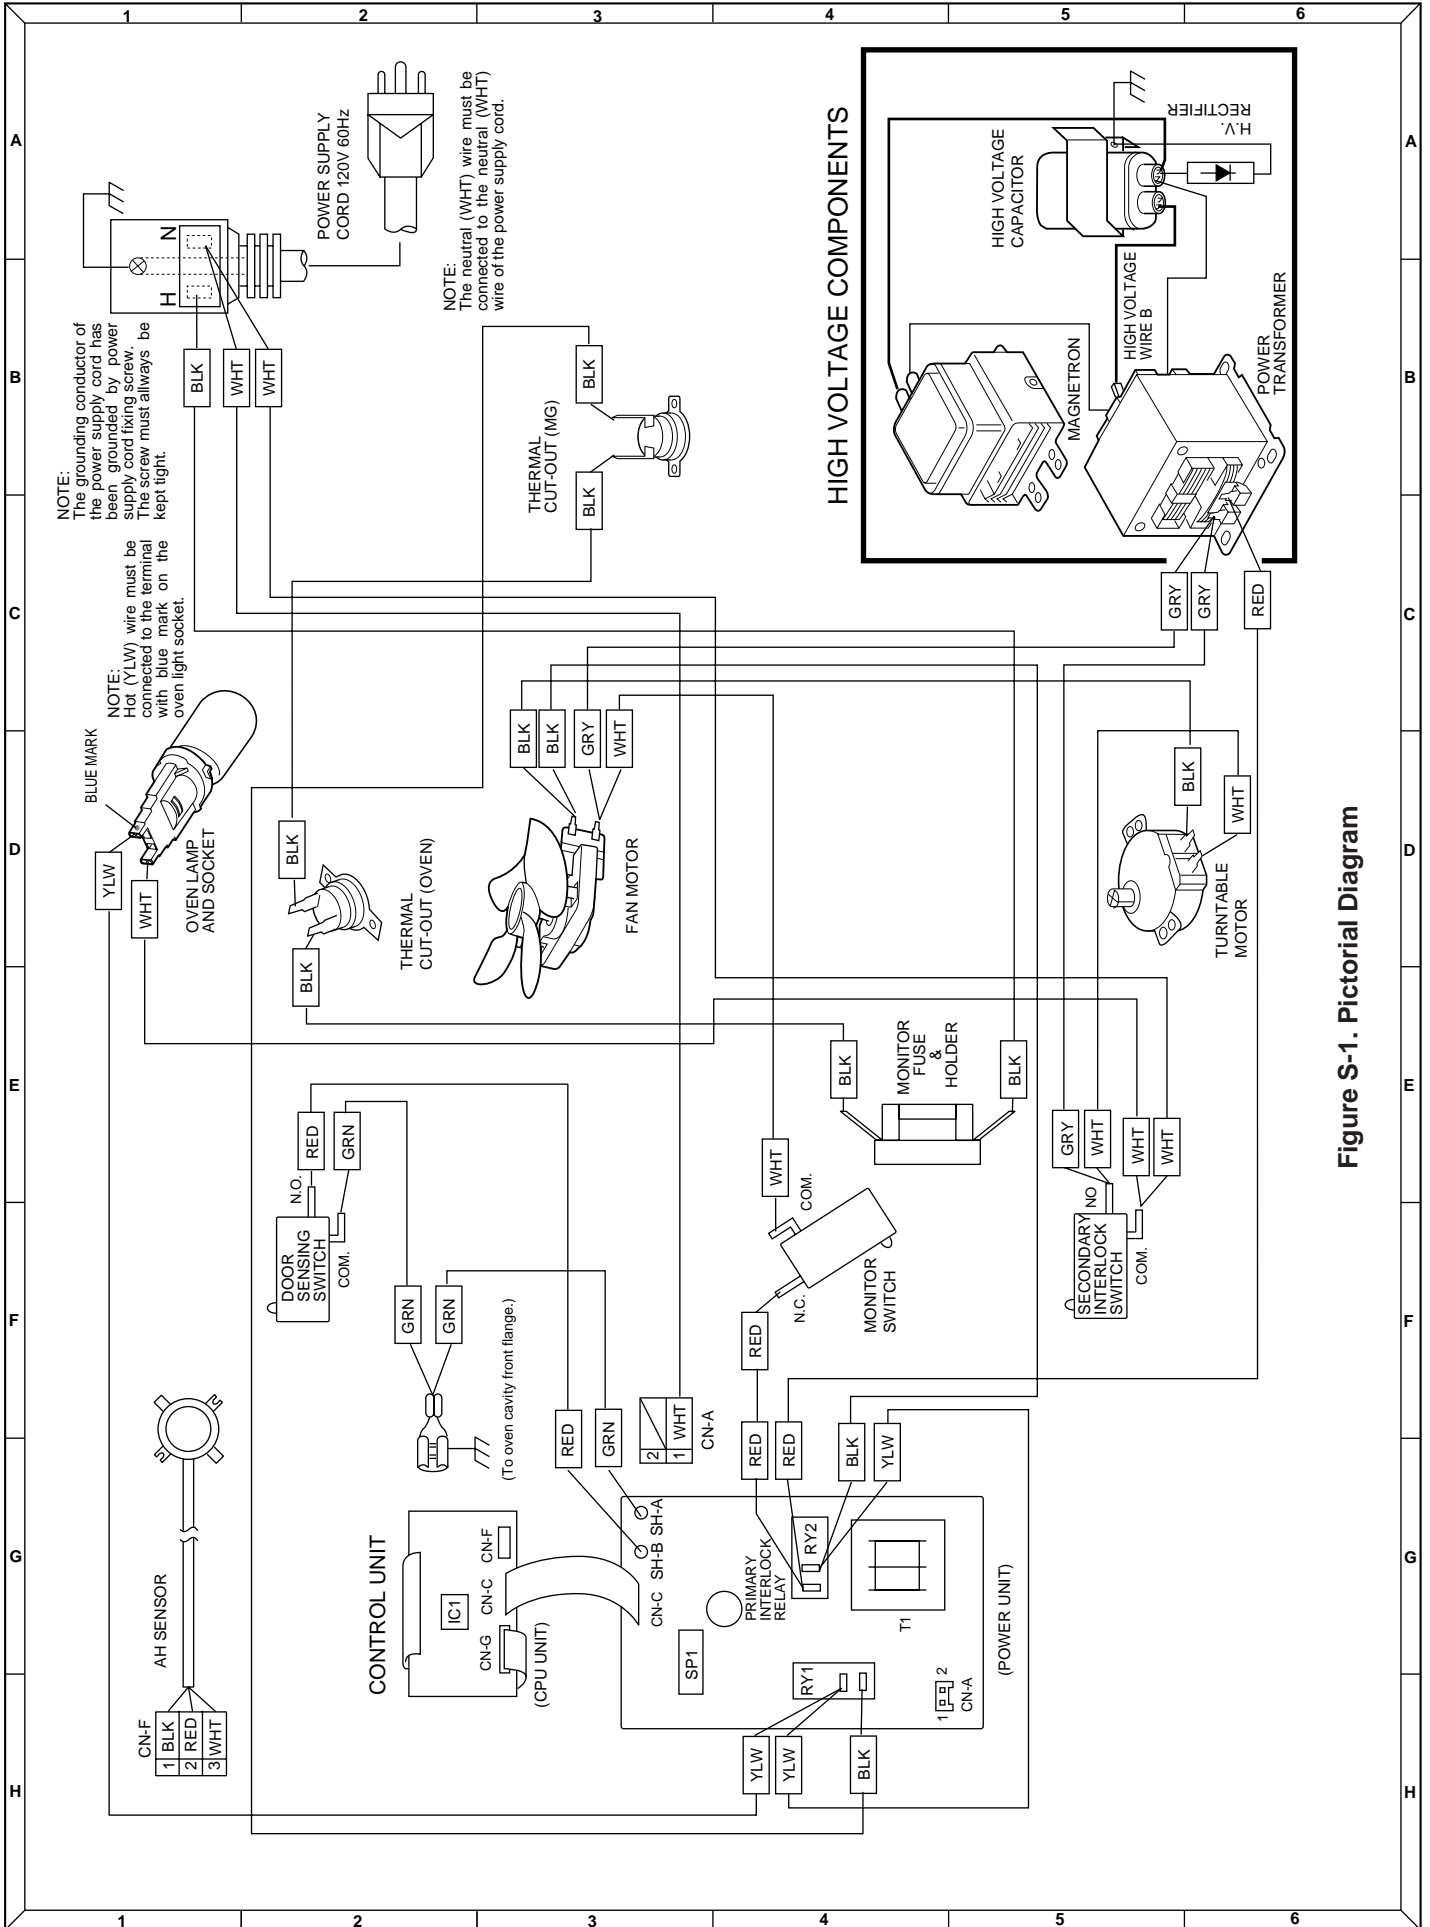 1
2
3
4
5
6
A
B
C
D
E
F
G
H
NOTE:
The grounding conductor of
the power supply cord has
been grounded by power
supply cord fixing screw.
The screw must allways be
kept tight.
NOTE:
Hot (YLW) wire must be
connected to the terminal
with blue mark on the
oven light socket.
H
N
POWER SUPPLY
CORD 120V 60Hz
NOTE:
The neutral (WHT) wire must be
connected to the neutral (WHT)
wire of the power supply cord.
BLK
WHT
WHT
BLK
BLK
THERMAL
CUT-OUT (MG)
HIGH VOLTAGE COMPONENTS
HIGH VOLTAGE
CAPACITOR
H.V.
RECTIFIER
HIGH VOLTAGE
WIRE B
MAGNETRON
POWER
TRANSFORMER
GRY
GRY
RED
BLUE MARK
YLW
WHT
OVEN LAMP
AND SOCKET
BLK
BLK
THERMAL
CUT-OUT (OVEN)
BLK
BLK
GRY
WHT
FAN MOTOR
BLK
WHT
TURNTABLE
MOTOR
RED
GRN
N.O.
DOOR
SENSING
SWITCH
COM.
GRN
GRN
(To oven cavity front flange.)
BLK
MONITOR
FUSE
&
HOLDER
BLK
WHT
COM.
N.C.
MONITOR
SWITCH
RED
GRY
WHT
WHT
WHT
NO
SECONDARY
INTERLOCK
SWITCH
COM.
AH SENSOR
CN-F
1 BLK
2 RED
3 WHT
RED
GRN
2
1 WHT
CN-A
RED
RED
BLK
YLW
CONTROL UNIT
IC1
CN-G
CN-C
CN-F
(CPU UNIT)
CN-C
SH-B
SH-A
SP1
PRIMARY
INTERLOCK
RELAY
RY2
RY1
T1
1
2
CN-A
(POWER UNIT)
YLW
YLW
BLK
Figure S-1. Pictorial Diagram
A
B
C
D
E
F
G
H
1
2
3
4
5
6